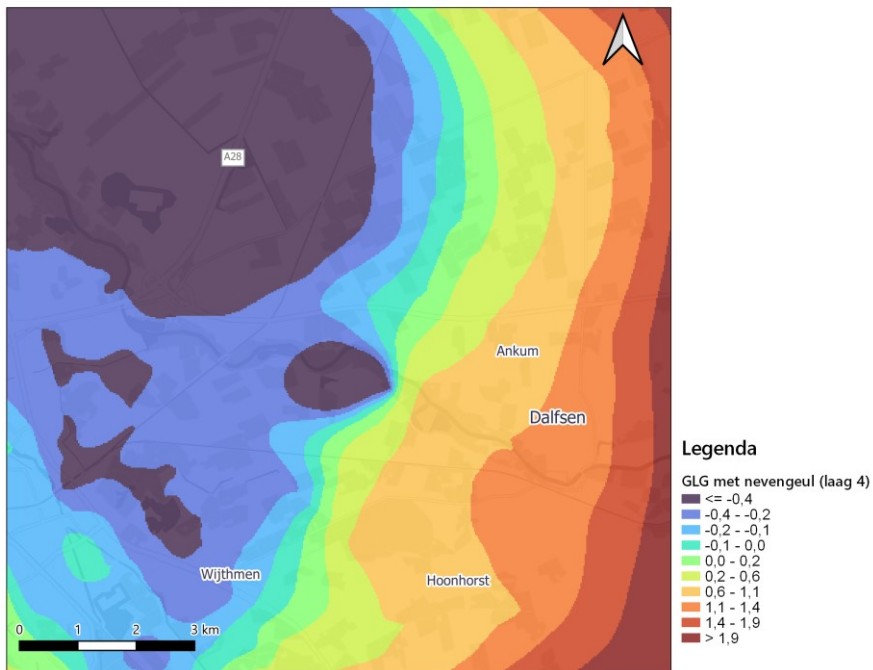 A28
Ankum
Dalfsen
Wijthmen
Hoonhorst
0 1 2 3 km
Legenda
GLG met nevengeul (laag 4)
<= -0,4
-0,4 - -0,2
-0,2 - -0,1
-0,1 - 0,0
0,0 - 0,2
0,2 - 0,6
0,6 - 1,1
1,1 - 1,4
1,4 - 1,9
> 1,9